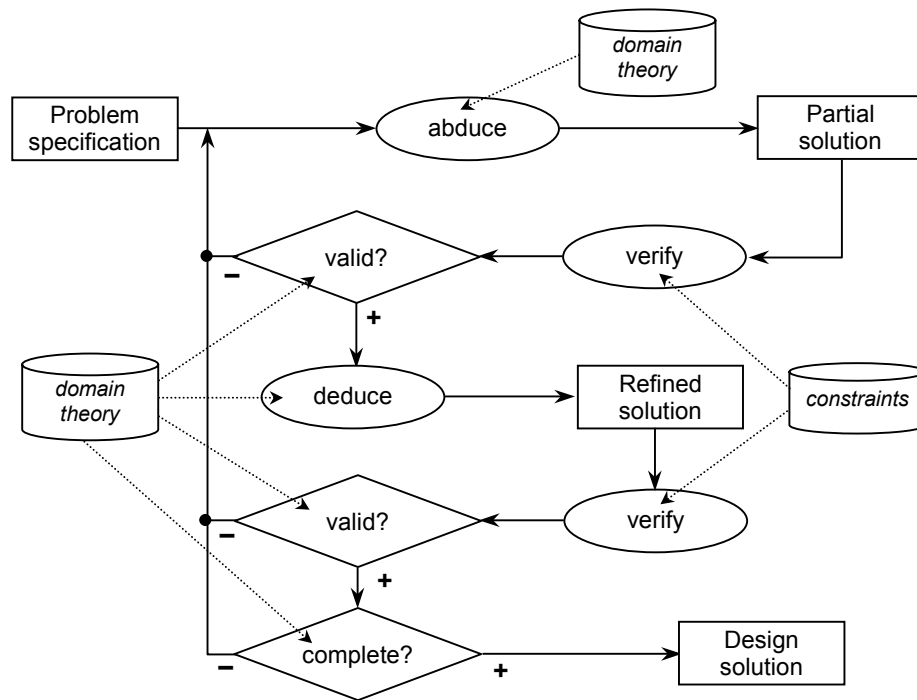 domain
theory
Problem
specification
abduce
Partial
solution
valid?
verify
–
+
domain
theory
deduce
Refined
solution
constraints
valid?
verify
–
+
complete?
–
+
Design
solution